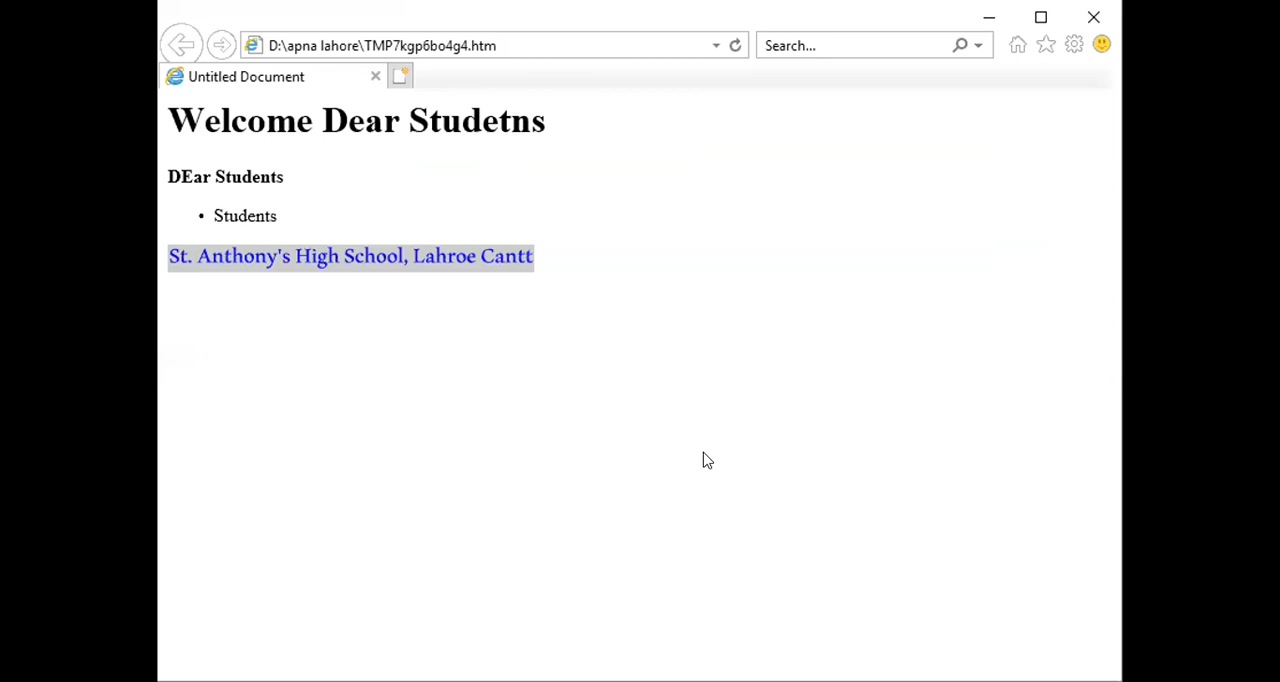 D:\apna lahore\TMP7kgp6bo4g4.htm
Search...
Untitled Document
Welcome Dear Studetns
DEar Students
• Students
St. Anthony's High School, Lahroe Cantt